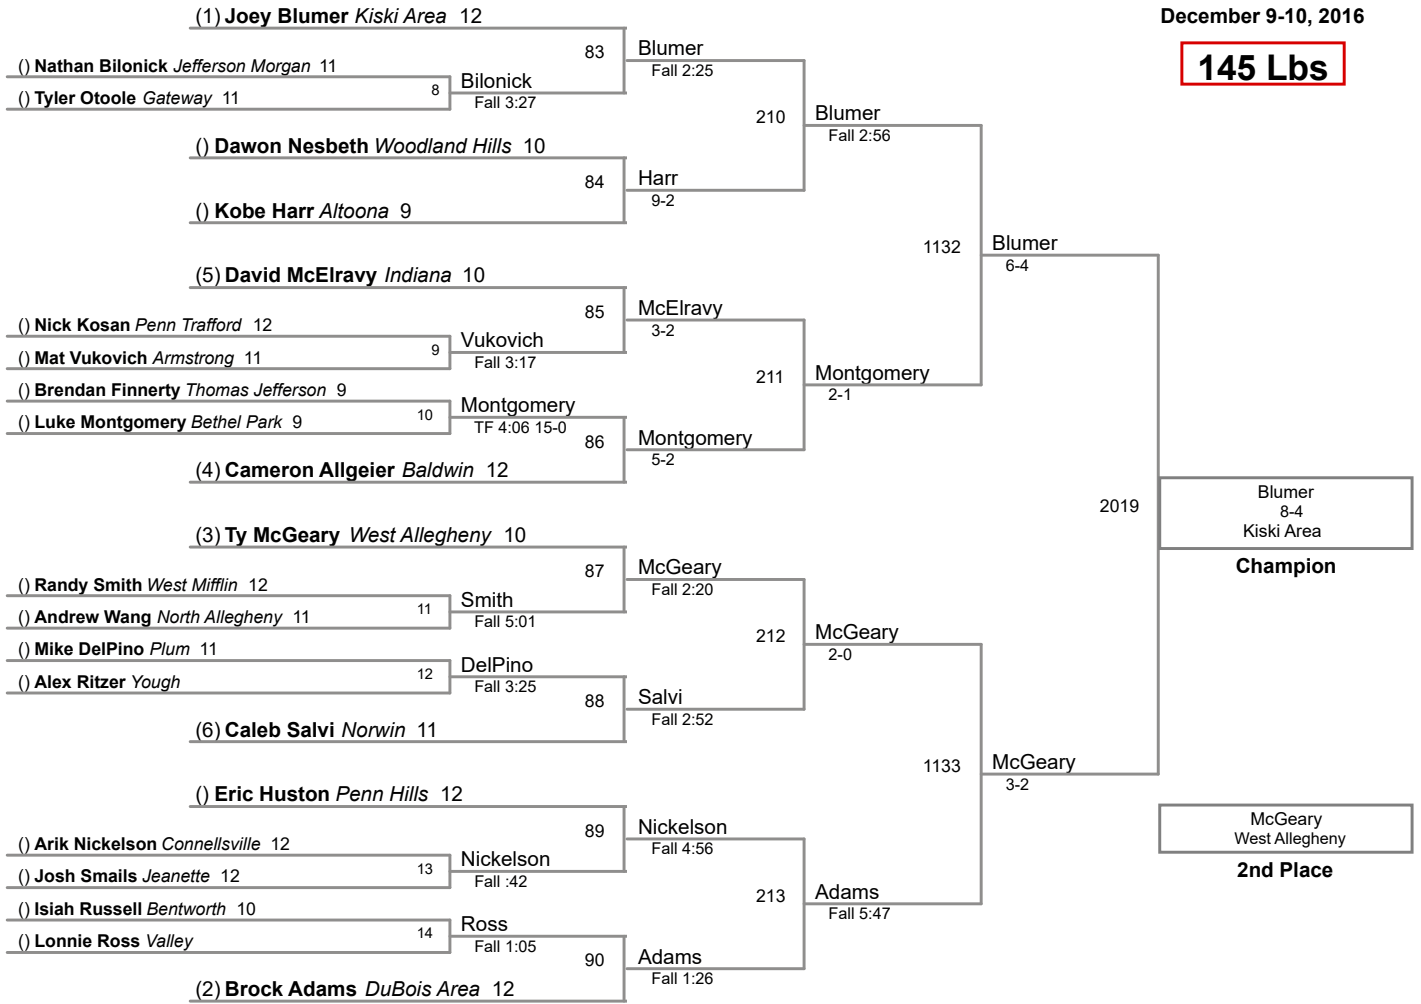 (1) Joey Blumer Kiski Area 12
December 9-10, 2016
145 Lbs
83
Blumer
Fall 2:25
() Nathan Bilonick Jefferson Morgan 11
8
Bilonick
Fall 3:27
() Tyler Otoole Gateway 11
210
Blumer
Fall 2:56
() Dawon Nesbeth Woodland Hills 10
84
Harr
9-2
() Kobe Harr Altoona 9
1132
Blumer
6-4
(5) David McElravy Indiana 10
85
McElravy
3-2
() Nick Kosan Penn Trafford 12
9
Vukovich
Fall 3:17
() Mat Vukovich Armstrong 11
211
Montgomery
2-1
() Brendan Finnerty Thomas Jefferson 9
10
Montgomery
TF 4:06 15-0
() Luke Montgomery Bethel Park 9
86
Montgomery
5-2
(4) Cameron Allgeier Baldwin 12
2019
Blumer
8-4
Kiski Area
Champion
(3) Ty McGeary West Allegheny 10
87
McGeary
Fall 2:20
() Randy Smith West Mifflin 12
11
Smith
Fall 5:01
() Andrew Wang North Allegheny 11
212
McGeary
2-0
() Mike DelPino Plum 11
12
DelPino
Fall 3:25
() Alex Ritzer Yough
88
Salvi
Fall 2:52
(6) Caleb Salvi Norwin 11
1133
McGeary
3-2
() Eric Huston Penn Hills 12
89
Nickelson
Fall 4:56
() Arik Nickelson Connellsville 12
13
Nickelson
Fall :42
() Josh Smails Jeanette 12
McGeary
West Allegheny
2nd Place
213
Adams
Fall 5:47
() Isiah Russell Bentworth 10
14
Ross
Fall 1:05
() Lonnie Ross Valley
90
Adams
Fall 1:26
(2) Brock Adams DuBois Area 12